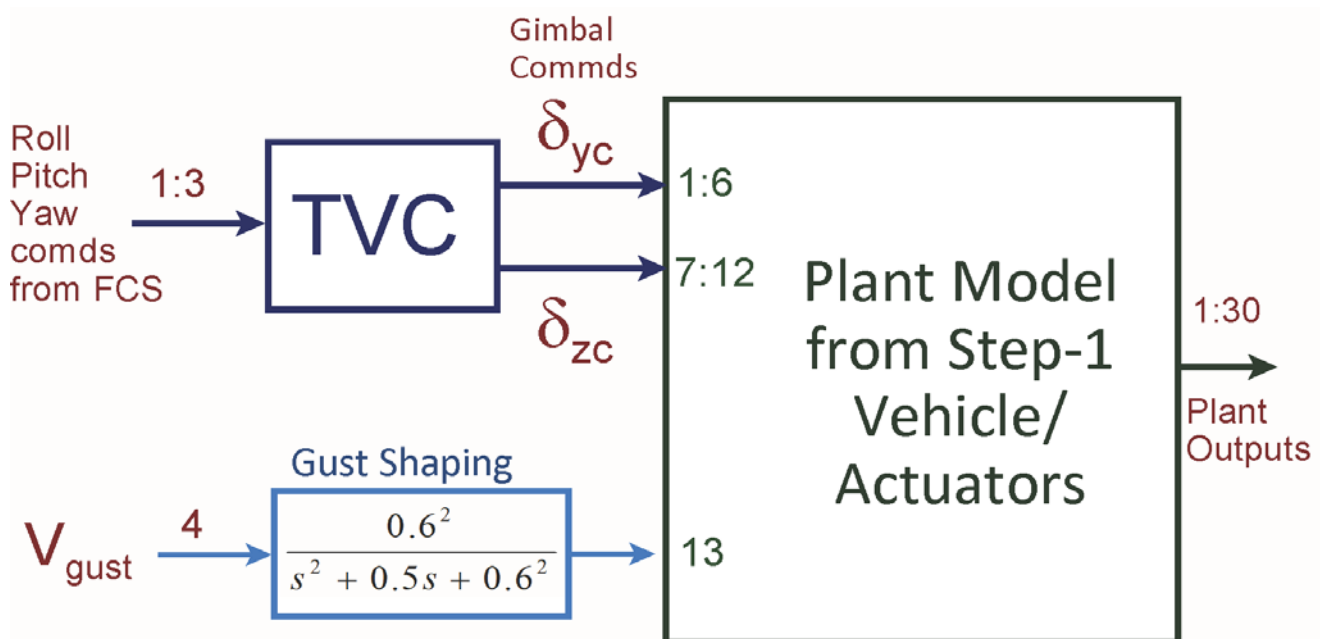 Gimbal
Commds
Roll
Pitch
Yaw
comds
from FCS
1:3
TVC
δyc
δzc
1:6
7:12
13
Plant Model
from Step-1
Vehicle/
Actuators
1:30
Plant
Outputs
Gust Shaping
Vgust
4
0.6²
s² + 0.5s + 0.6²